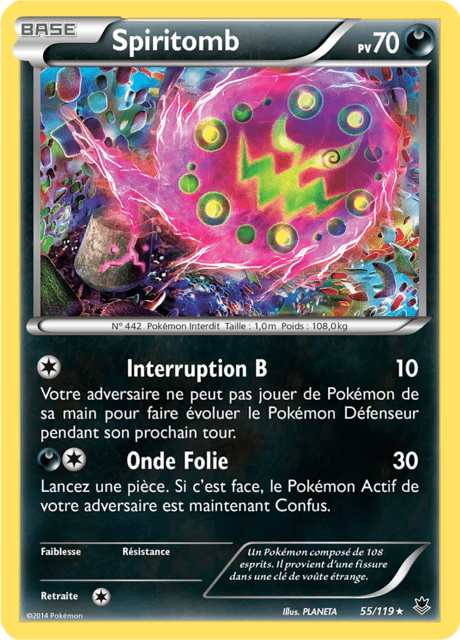 BASE
Spiritomb
PV70
N° 442 Pokémon Interdit Taille : 1,0m Poids : 108,0kg
Interruption B 10
Votre adversaire ne peut pas jouer de Pokémon de
sa main pour faire évoluer le Pokémon Défenseur
pendant son prochain tour.
Onde Folie 30
Lancez une pièce. Si c'est face, le Pokémon Actif de
votre adversaire est maintenant Confus.
Faiblesse Résistance
Un Pokémon composé de 108
esprits. Il provient d'une fissure
dans une clé de voûte étrange.
Retraite
Illus. PLANETA 55/119★
©2014 Pokémon